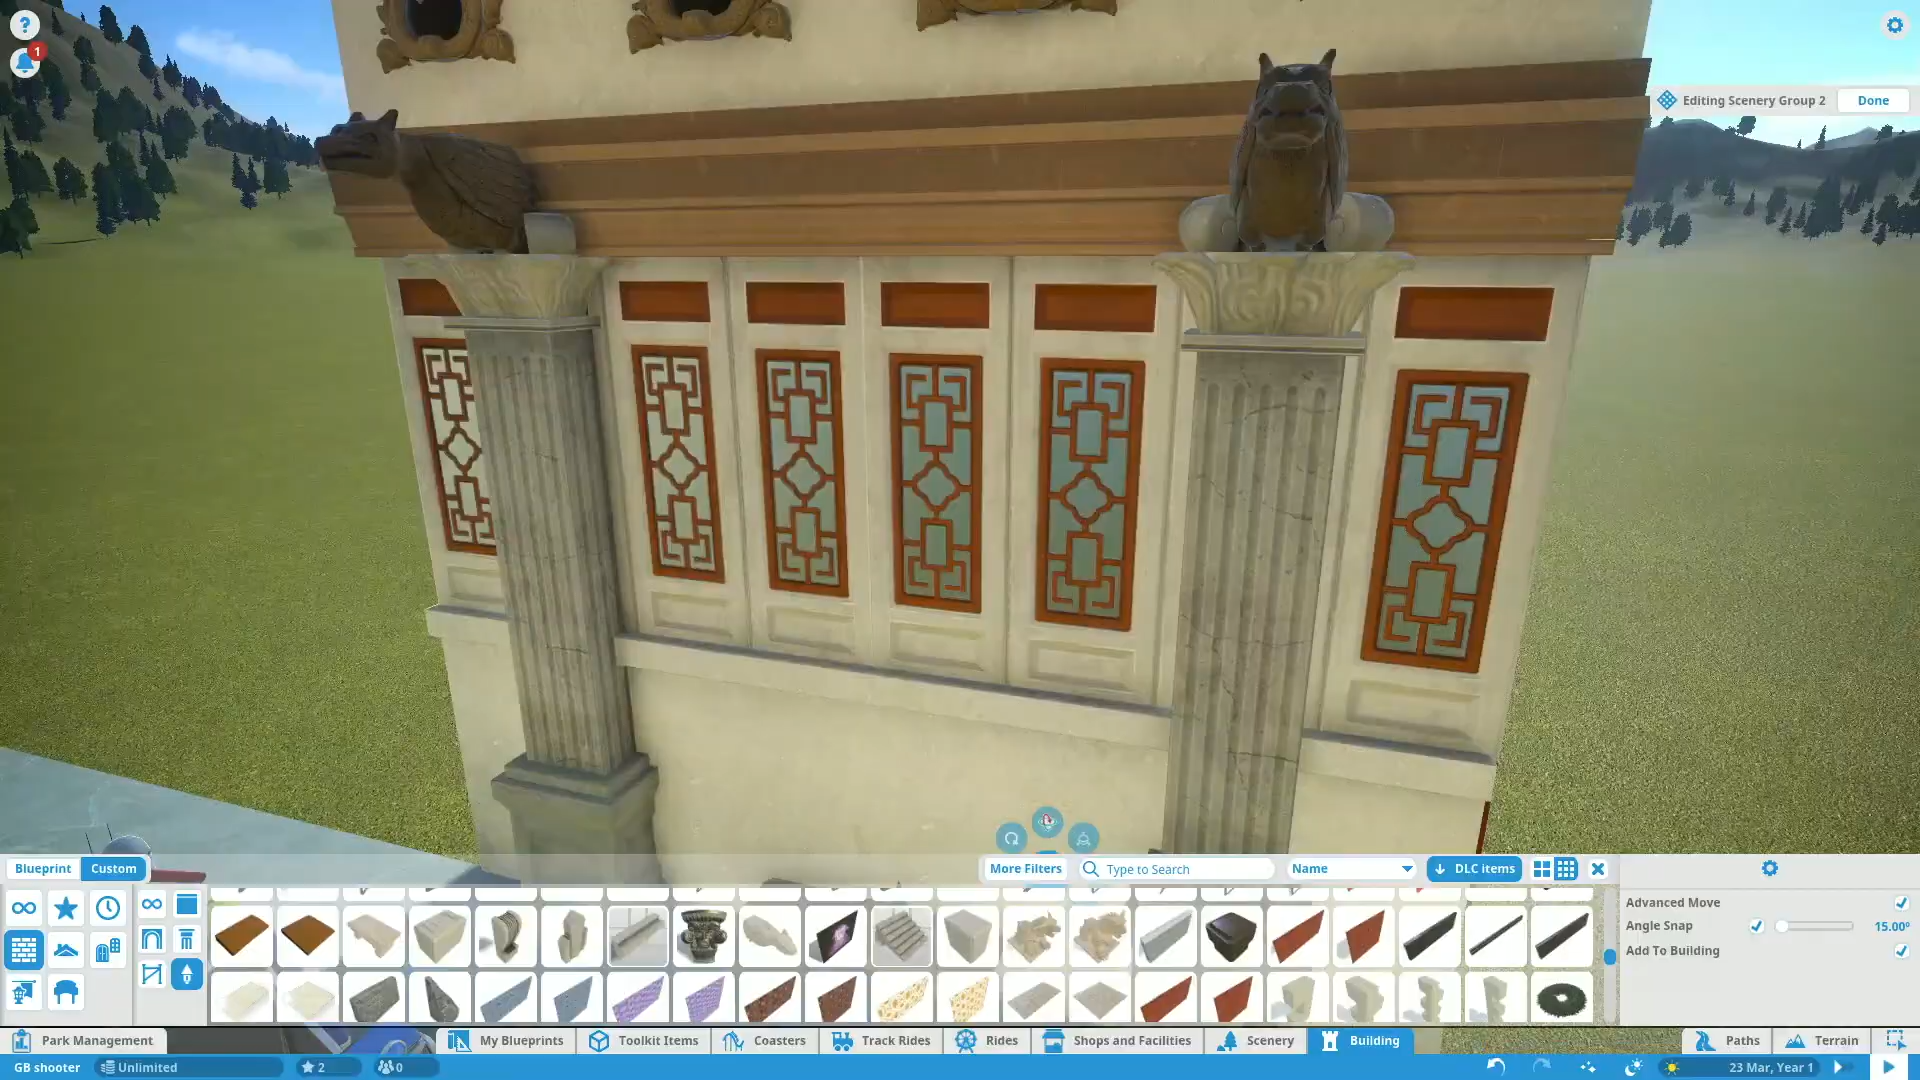 ?
1
Editing Scenery Group 2
Done
Blueprint
Custom
More Filters
Type to Search
Name
DLC items
Advanced Move
Angle Snap
15.00°
Add To Building
Park Management
My Blueprints
Toolkit Items
Coasters
Track Rides
Rides
Shops and Facilities
Scenery
Building
Paths
Terrain
GB shooter
Unlimited
2
0
23 Mar, Year 1